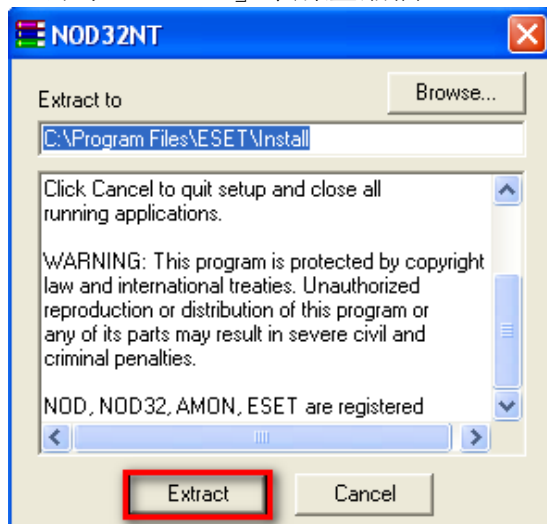 NOD32NT
Extract to
Browse...
C:\Program Files\ESET\Install
Click Cancel to quit setup and close all
running applications.
WARNING: This program is protected by copyright
law and international treaties. Unauthorized
reproduction or distribution of this program or
any of its parts may result in severe civil and
criminal penalties.
NOD, NOD32, AMON, ESET are registered
Extract
Cancel